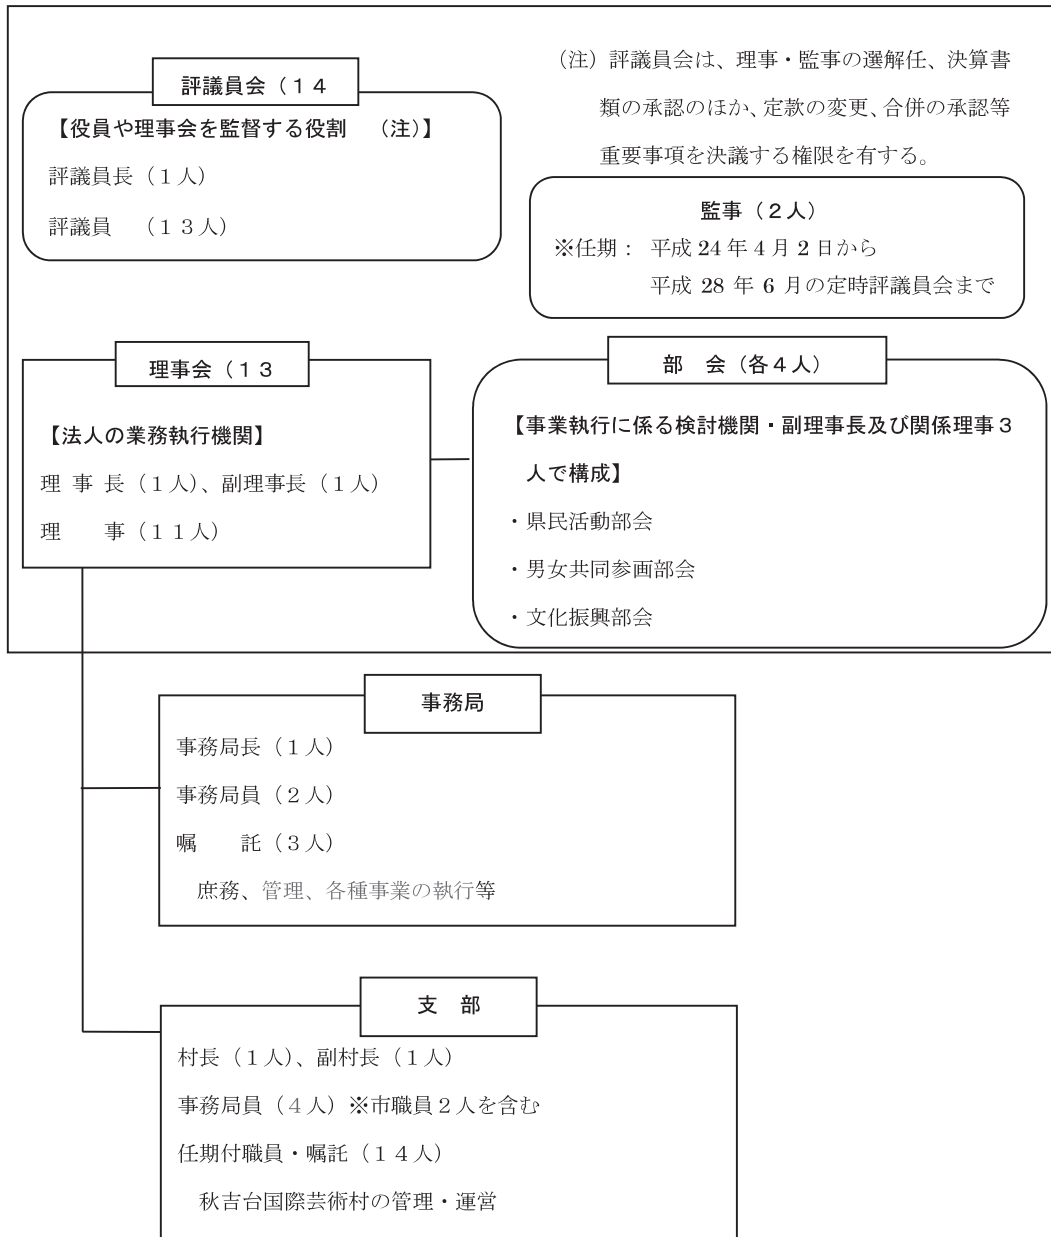 評議員会（14
【役員や理事会を監督する役割　（注）】
評議員長（１人）
評議員　（１３人）
（注）評議員会は、理事・監事の選解任、決算書
類の承認のほか、定款の変更、合併の承認等
重要事項を決議する権限を有する。
監事（２人）
※任期： 平成 24 年 4 月 2 日から
平成 28 年 6 月の定時評議員会まで
理事会（13
【法人の業務執行機関】
理 事 長（１人）、副理事長（１人）
理　　事（１１人）
部　会（各４人）
【事業執行に係る検討機関・副理事長及び関係理事３
人で構成】
・県民活動部会
・男女共同参画部会
・文化振興部会
事務局
事務局長（１人）
事務局員（２人）
嘱　　託（３人）
庶務、管理、各種事業の執行等
支　部
村長（１人）、副村長（１人）
事務局員（４人）※市職員２人を含む
任期付職員・嘱託（１４人）
秋吉台国際芸術村の管理・運営